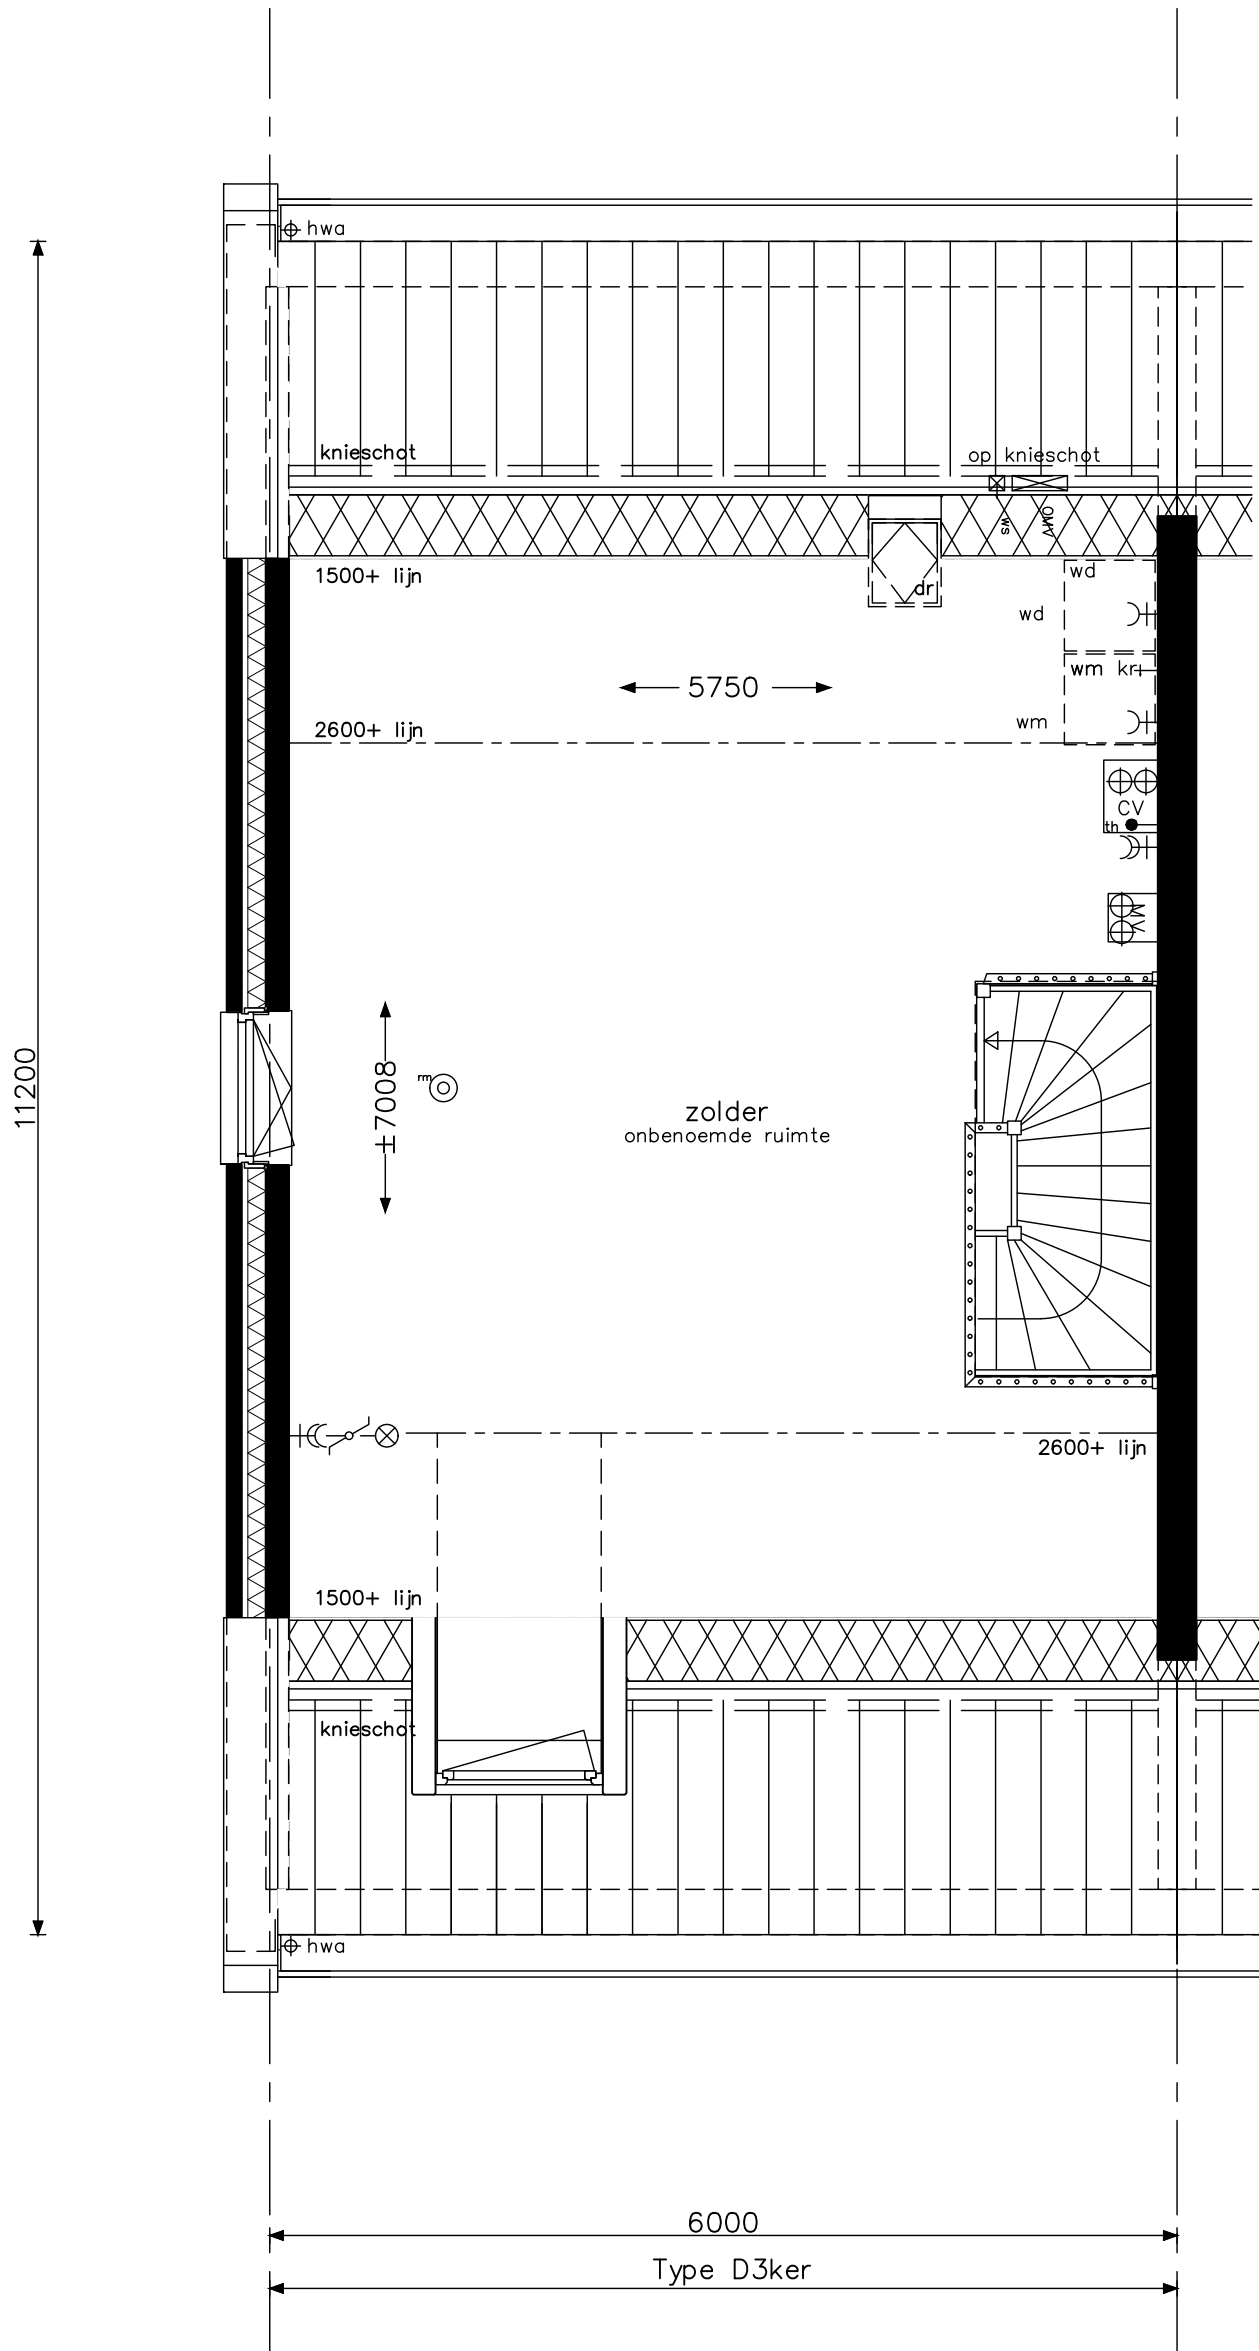 hwa
knieschot
op knieschot
ws
OMV
1500+ lijn
dr
wd
wd
5750
wm kr
wm
2600+ lijn
CV
th
MV
11200
±7008
rm
zolder
onbenoemde ruimte
2600+ lijn
1500+ lijn
knieschot
hwa
6000
Type D3ker